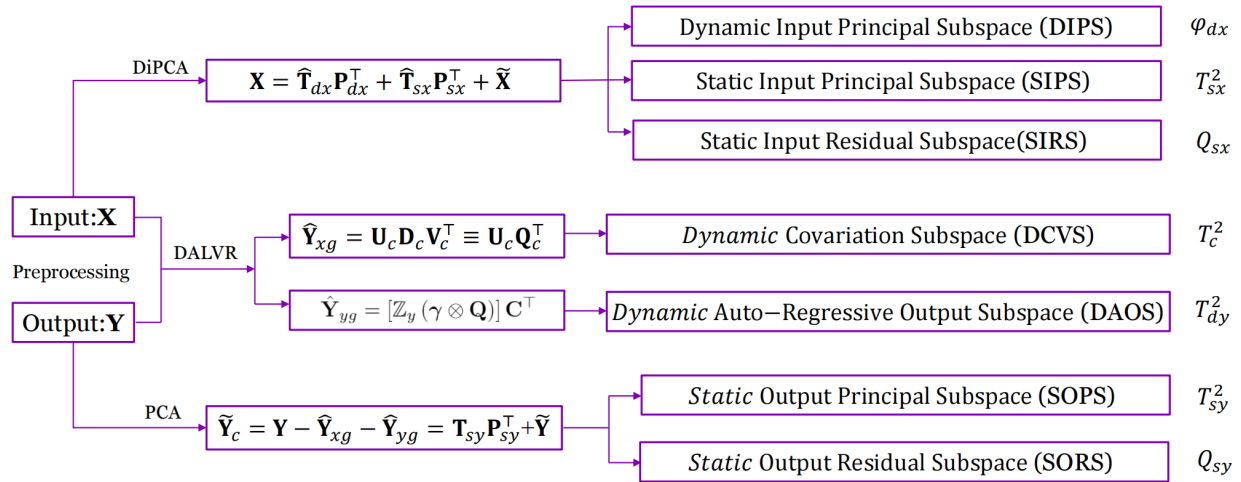 Dynamic Input Principal Subspace (DIPS) φ_dx
DiPCA
X = T̂_dx P_dx^⊤ + T̂_sx P_sx^⊤ + X̃
Static Input Principal Subspace (SIPS) T_sx^2
Static Input Residual Subspace(SIRS) Q_sx
Input:X
Preprocessing
Output:Y
DALVR
Ŷ_xg = U_c D_c V_c^⊤ ≡ U_c Q_c^⊤
Dynamic Covariation Subspace (DCVS) T_c^2
Ŷ_yg = [ℤ_y (γ ⊗ Q)] C^⊤
Dynamic Auto−Regressive Output Subspace (DAOS) T_dy^2
PCA
Ỹ_c = Y − Ŷ_xg − Ŷ_yg = T_sy P_sy^⊤+Ỹ
Static Output Principal Subspace (SOPS) T_sy^2
Static Output Residual Subspace (SORS) Q_sy